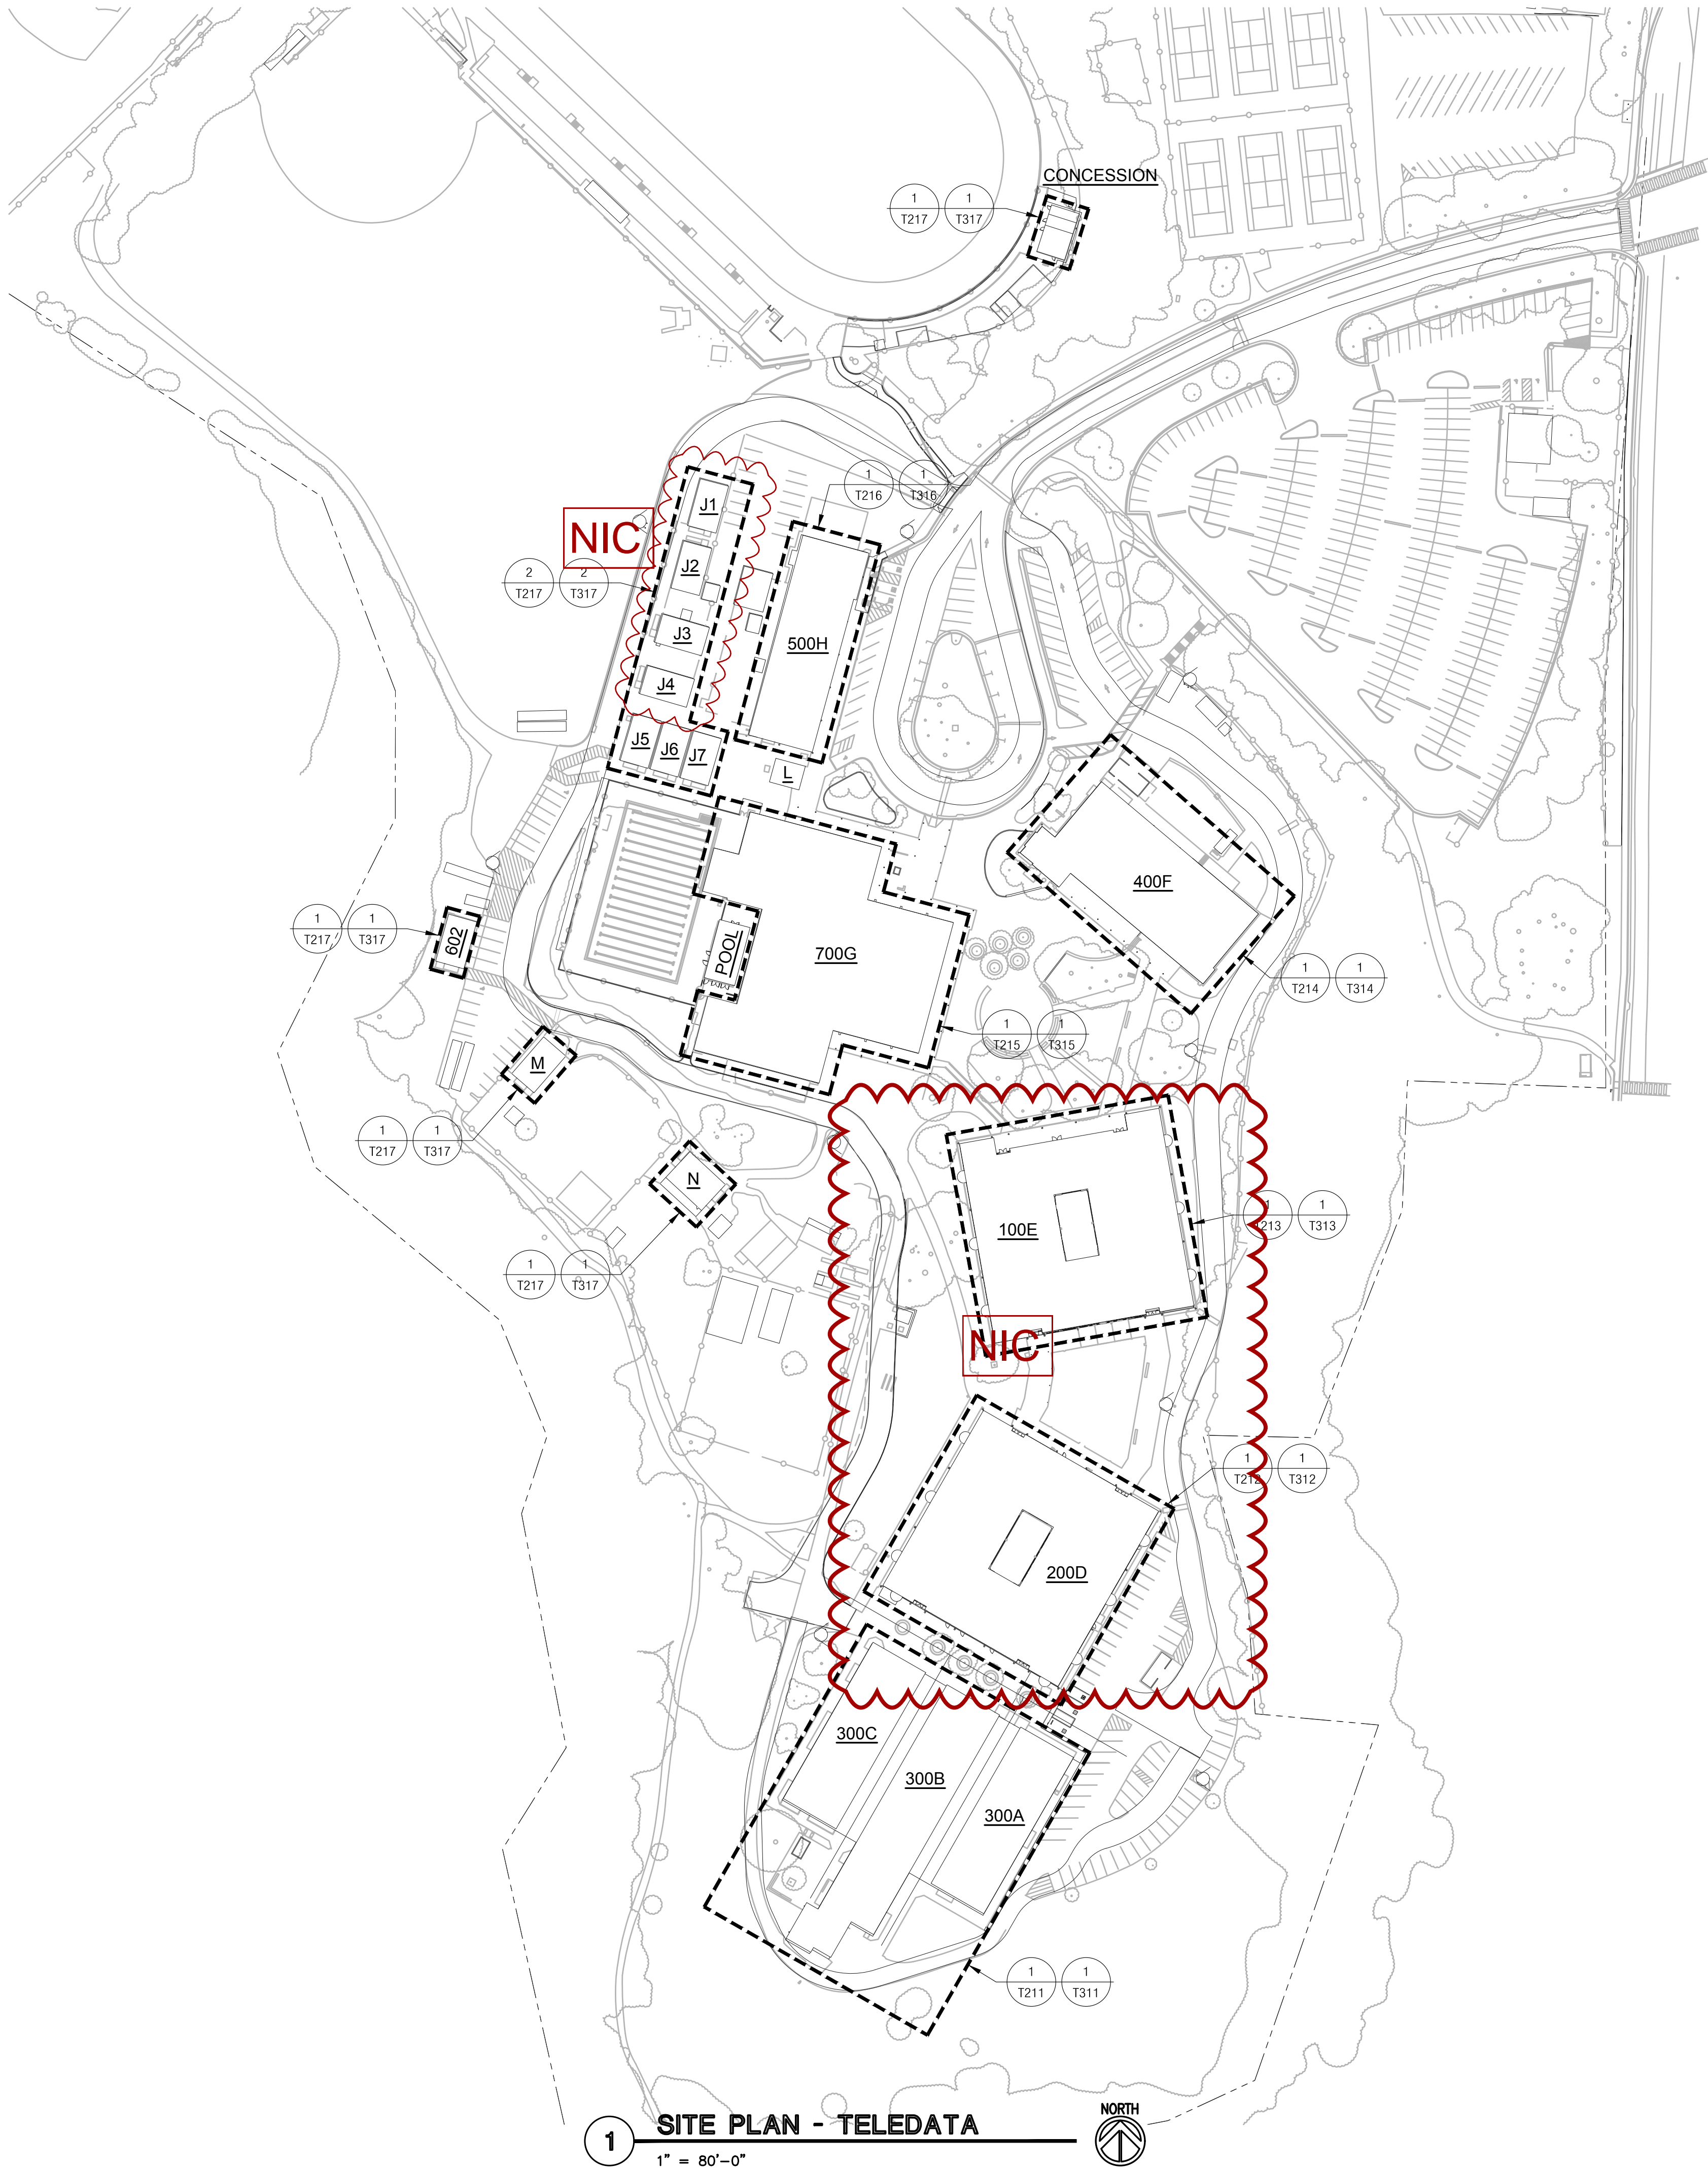 CONCESSION
1 1
T217 T317
J1
1 1
T216 T316
NIC
J2
2 2
T217 T317
J3
500H
J4
J5 J6 J7
L
400F
1 1
T217 T317
602
POOL
700G
1 1
T214 T314
1 1
T215 T315
M
1 1
T217 T317
N
1 1
T213 T313
100E
1 1
T217 T317
NIC
1 1
T212 T312
200D
300C
300B
300A
1 1
T211 T311
1 SITE PLAN - TELEDATA
1" = 80'-0"
NORTH